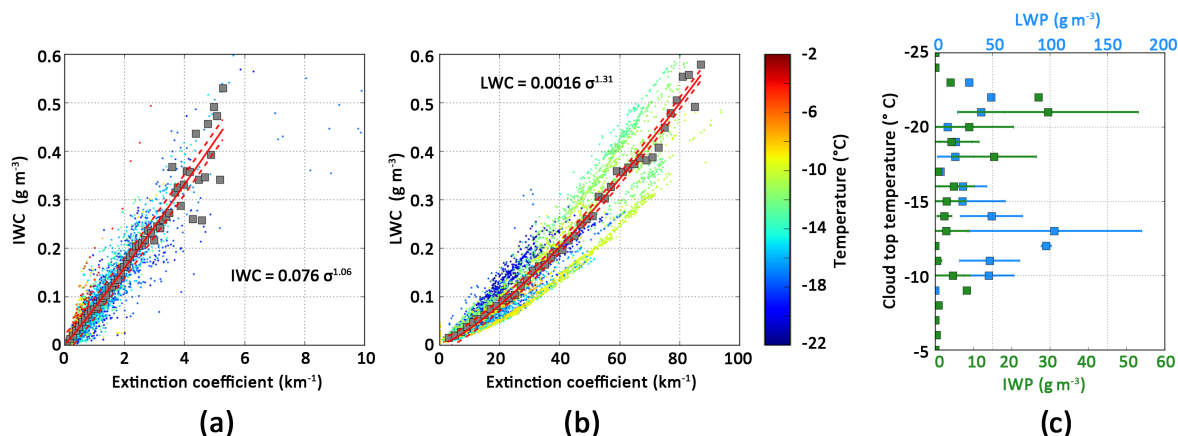 0.6
0.5
0.4
0.3
0.2
0.1
0
IWC (g m-3)
IWC = 0.076 σ1.06
0 2 4 6 8 10
Extinction coefficient (km-1)
(a)
0.6
0.5
0.4
0.3
0.2
0.1
0
LWC (g m-3)
LWC = 0.0016 σ1.31
0 20 40 60 80 100
Extinction coefficient (km-1)
(b)
-2
-6
-10
-14
-18
-22
Temperature (°C)
LWP
(g m-3)
0 50 100 150 200
-25
-20
-15
-10
-5
Cloud top temperature (° C)
0 10 20 30 40 50 60
IWP (g m-3)
(c)